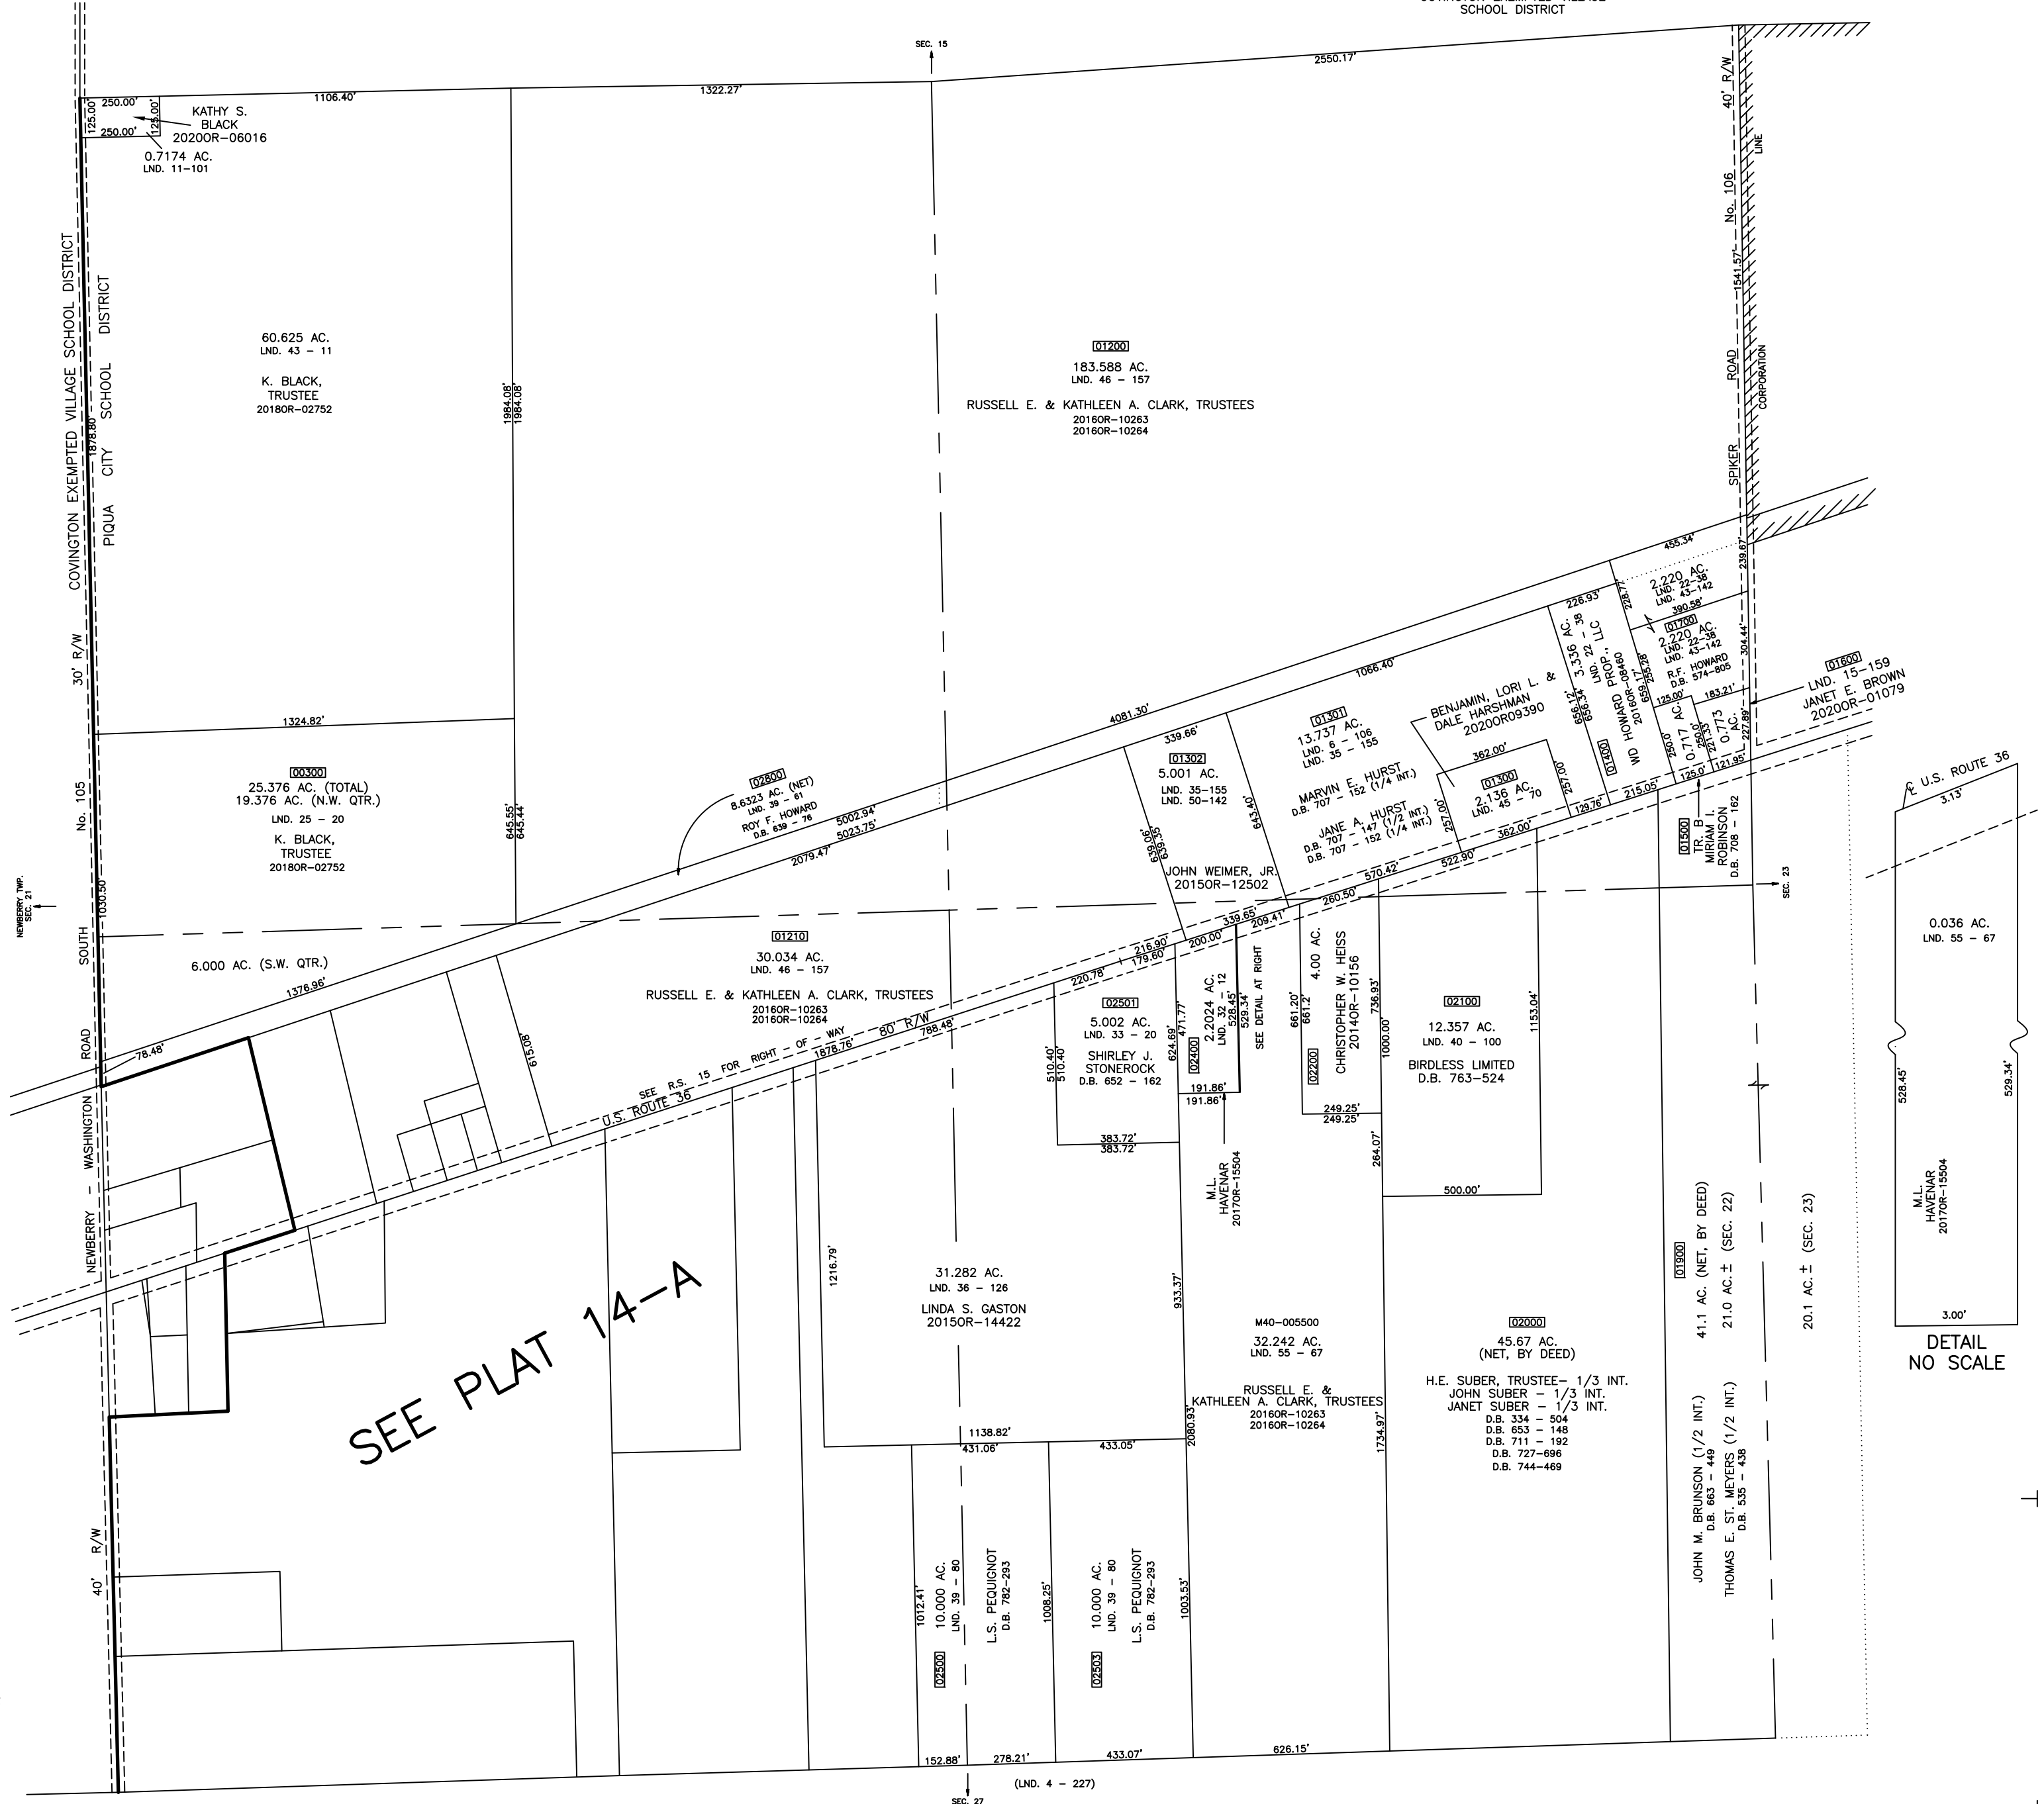 SCHOOL DISTRICT
SEC. 15
2550.17'
1322.27'
1106.40'
250.00'
125.00'
125.00'
250.00'
KATHY S.
BLACK
2020OR-06016
0.7174 AC.
LND. 11-101
40' R/W
No. 106
1541.57'
ROAD
SPIKER
LINE
CORPORATION
COVINGTON EXEMPTED VILLAGE SCHOOL DISTRICT
PIQUA CITY SCHOOL DISTRICT
1878.80'
60.625 AC.
LND. 43 - 11
K. BLACK,
TRUSTEE
2018OR-02752
1984.08'
1984.08'
01200
183.588 AC.
LND. 46 - 157
RUSSELL E. & KATHLEEN A. CLARK, TRUSTEES
2016OR-10263
2016OR-10264
30' R/W
No. 105
SOUTH
ROAD
WASHINGTON
-
NEWBERRY
40' R/W
1324.82'
00300
25.376 AC. (TOTAL)
19.376 AC. (N.W. QTR.)
LND. 25 - 20
K. BLACK,
TRUSTEE
2018OR-02752
645.55'
645.44'
1030.50'
NEWBERRY TWP.
SEC. 21
6.000 AC. (S.W. QTR.)
1376.96'
78.48'
02800
8.6323 AC. (NET)
LND. 39 - 61
ROY F. HOWARD
D.B. 639 - 76
5002.94'
5023.75'
2079.47'
4081.30'
455.34'
239.67'
2.220 AC.
LND. 22-38
LND. 43-142
390.58'
228.77'
226.93'
01700
2.220 AC.
LND. 22-38
LND. 43-142
R.F. HOWARD
D.B. 574-805
304.44'
255.28'
659.17'
125.00'
183.21'
01600
LND. 15-159
JANET E. BROWN
2020OR-01079
0.717 AC.
250.0'
250.0'
221.33'
0.773
AC.
227.89'
125.0'
121.95'
3.336 AC.
LND. 22 - 38
WD HOWARD PROP., LLC
2016OR-08460
656.12'
656.34'
01400
215.05'
1066.40'
339.66'
01301
13.737 AC.
LND. 6 - 106
LND. 35 - 155
MARVIN E. HURST
D.B. 707 - 152 (1/4 INT.)
JANE A. HURST
D.B. 707 - 147 (1/2 INT.)
D.B. 707 - 152 (1/4 INT.)
BENJAMIN, LORI L. &
DALE HARSHMAN
2020OR09390
362.00'
01300
2.136 AC.
LND. 45 - 70
257.00'
257.00'
129.76'
362.00'
522.90'
01302
5.001 AC.
LND. 35-155
LND. 50-142
643.40'
639.06'
639.35'
JOHN WEIMER, JR.
2015OR-12502
570.42'
260.50'
339.65'
209.41'
216.90'
200.00'
179.60'
220.78'
01500
TR. B
MIRIAM I.
ROBINSON
D.B. 708 - 162
SEC. 23
01210
30.034 AC.
LND. 46 - 157
RUSSELL E. & KATHLEEN A. CLARK, TRUSTEES
2016OR-10263
2016OR-10264
SEE R.S. 15 FOR RIGHT - OF - WAY
80' R/W
788.48'
1878.76'
U.S. ROUTE 36
615.08'
02501
5.002 AC.
LND. 33 - 20
SHIRLEY J.
STONEROCK
D.B. 652 - 162
510.40'
510.40'
383.72'
383.72'
471.77'
624.69'
2.2024 AC.
LND. 32 - 12
02400
528.45'
529.34'
SEE DETAIL AT RIGHT
191.86'
191.86'
M.L.
HAVENAR
2017OR-15504
661.20'
661.2'
4.00 AC.
02200
CHRISTOPHER W. HEISS
2014OR-10156
249.25'
249.25'
736.93'
1000.00'
264.07'
02100
12.357 AC.
LND. 40 - 100
BIRDLESS LIMITED
D.B. 763-524
1153.04'
500.00'
SEE PLAT 14-A
1216.79'
31.282 AC.
LND. 36 - 126
LINDA S. GASTON
2015OR-14422
933.37'
1138.82'
431.06'
433.05'
2080.93'
M40-005500
32.242 AC.
LND. 55 - 67
RUSSELL E. &
KATHLEEN A. CLARK, TRUSTEES
2016OR-10263
2016OR-10264
1734.97'
02000
45.67 AC.
(NET, BY DEED)
H.E. SUBER, TRUSTEE- 1/3 INT.
JOHN SUBER - 1/3 INT.
JANET SUBER - 1/3 INT.
D.B. 334 - 504
D.B. 653 - 148
D.B. 711 - 192
D.B. 727-696
D.B. 744-469
01900
41.1 AC. (NET, BY DEED)
21.0 AC.± (SEC. 22)
20.1 AC.± (SEC. 23)
JOHN M. BRUNSON (1/2 INT.)
D.B. 663 - 449
THOMAS E. ST. MEYERS (1/2 INT.)
D.B. 535 - 438
1012.41'
10.000 AC.
LND. 39 - 80
02500
L.S. PEQUIGNOT
D.B. 782-293
1008.25'
10.000 AC.
LND. 39 - 80
02503
L.S. PEQUIGNOT
D.B. 782-293
1003.53'
152.88'
278.21'
433.07'
626.15'
(LND. 4 - 227)
SEC. 27
℄ U.S. ROUTE 36
3.13'
0.036 AC.
LND. 55 - 67
528.45'
529.34'
M.L.
HAVENAR
2017OR-15504
3.00'
DETAIL
NO SCALE